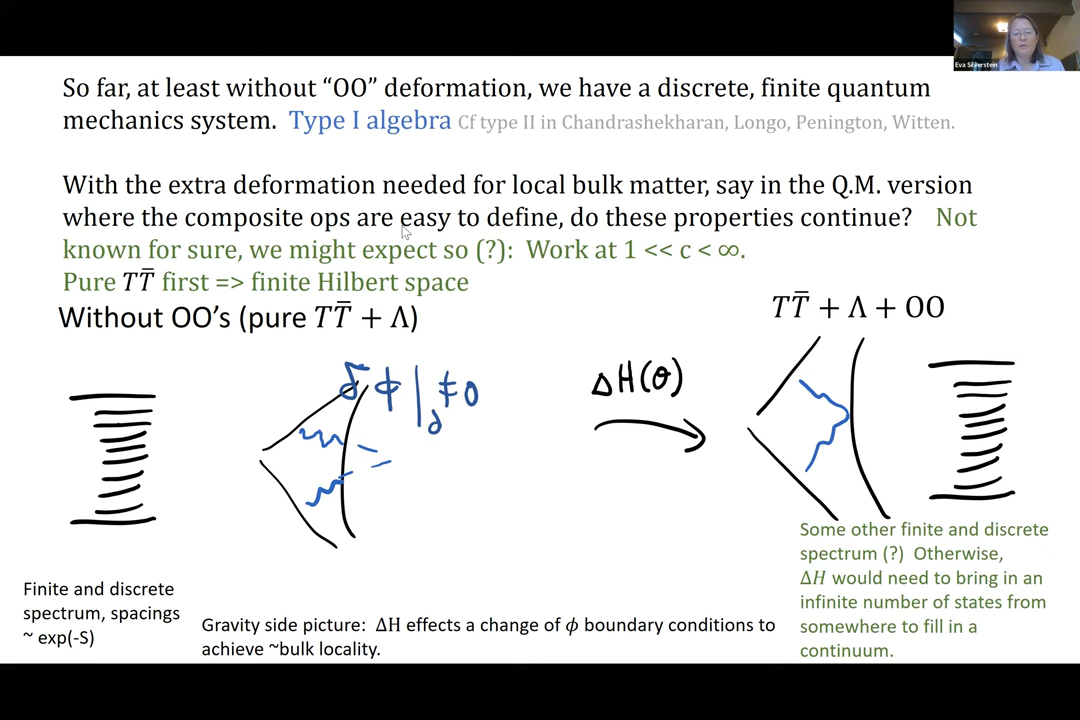 Eva Silverstein
So far, at least without “OO” deformation, we have a discrete, finite quantum
mechanics system. Type I algebra Cf type II in Chandrashekharan, Longo, Penington, Witten.
With the extra deformation needed for local bulk matter, say in the Q.M. version
where the composite ops are easy to define, do these properties continue? Not
known for sure, we might expect so (?): Work at 1 << c < ∞.
Pure TT̄ first => finite Hilbert space
Without OO’s (pure TT̄ + Λ)
TT̄ + Λ + OO
δϕ|∂ ≠ 0
ΔH(θ)
Some other finite and discrete
spectrum (?) Otherwise,
ΔH would need to bring in an
infinite number of states from
somewhere to fill in a
continuum.
Finite and discrete
spectrum, spacings
~ exp(-S)
Gravity side picture: ΔH effects a change of ϕ boundary conditions to
achieve ~bulk locality.